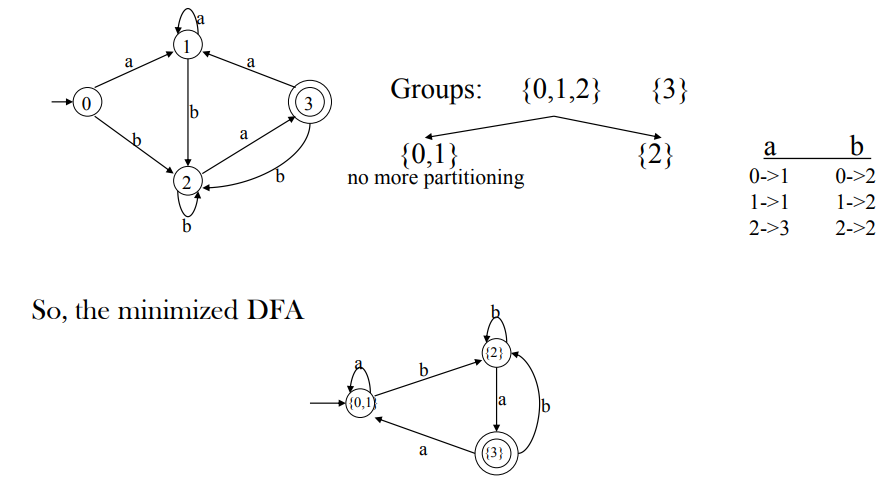 a
1
a
a
0
3
b
a
b
2
b
b
Groups: {0,1,2} {3}
{0,1} {2}
no more partitioning
a b
0->1 0->2
1->1 1->2
2->3 2->2
So, the minimized DFA
b
{2}
a
b
{0,1}
a
b
a
{3}